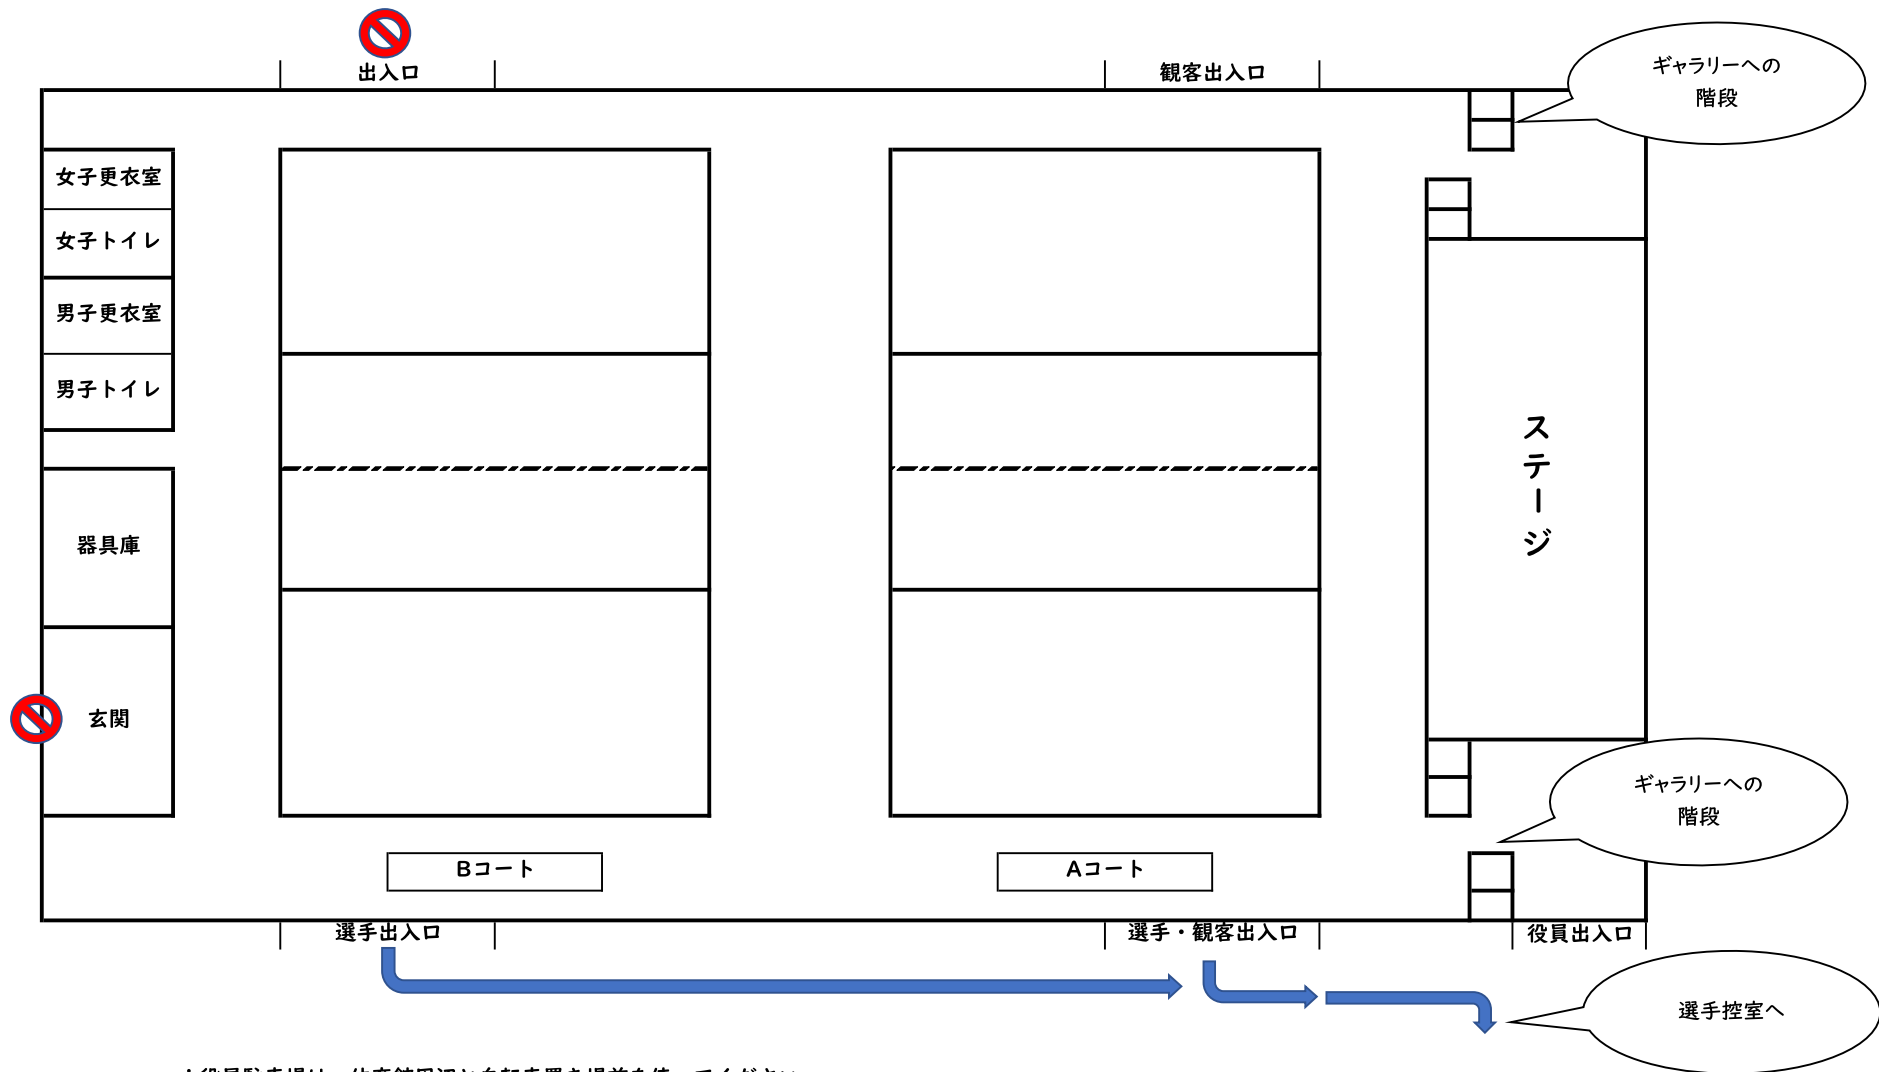 出入口
観客出入口
ギャラリーへの
階段
女子更衣室
女子トイレ
男子更衣室
男子トイレ
ステージ
器具庫
玄関
ギャラリーへの
階段
Bコート
Aコート
選手出入口
選手・観客出入口
役員出入口
選手控室へ